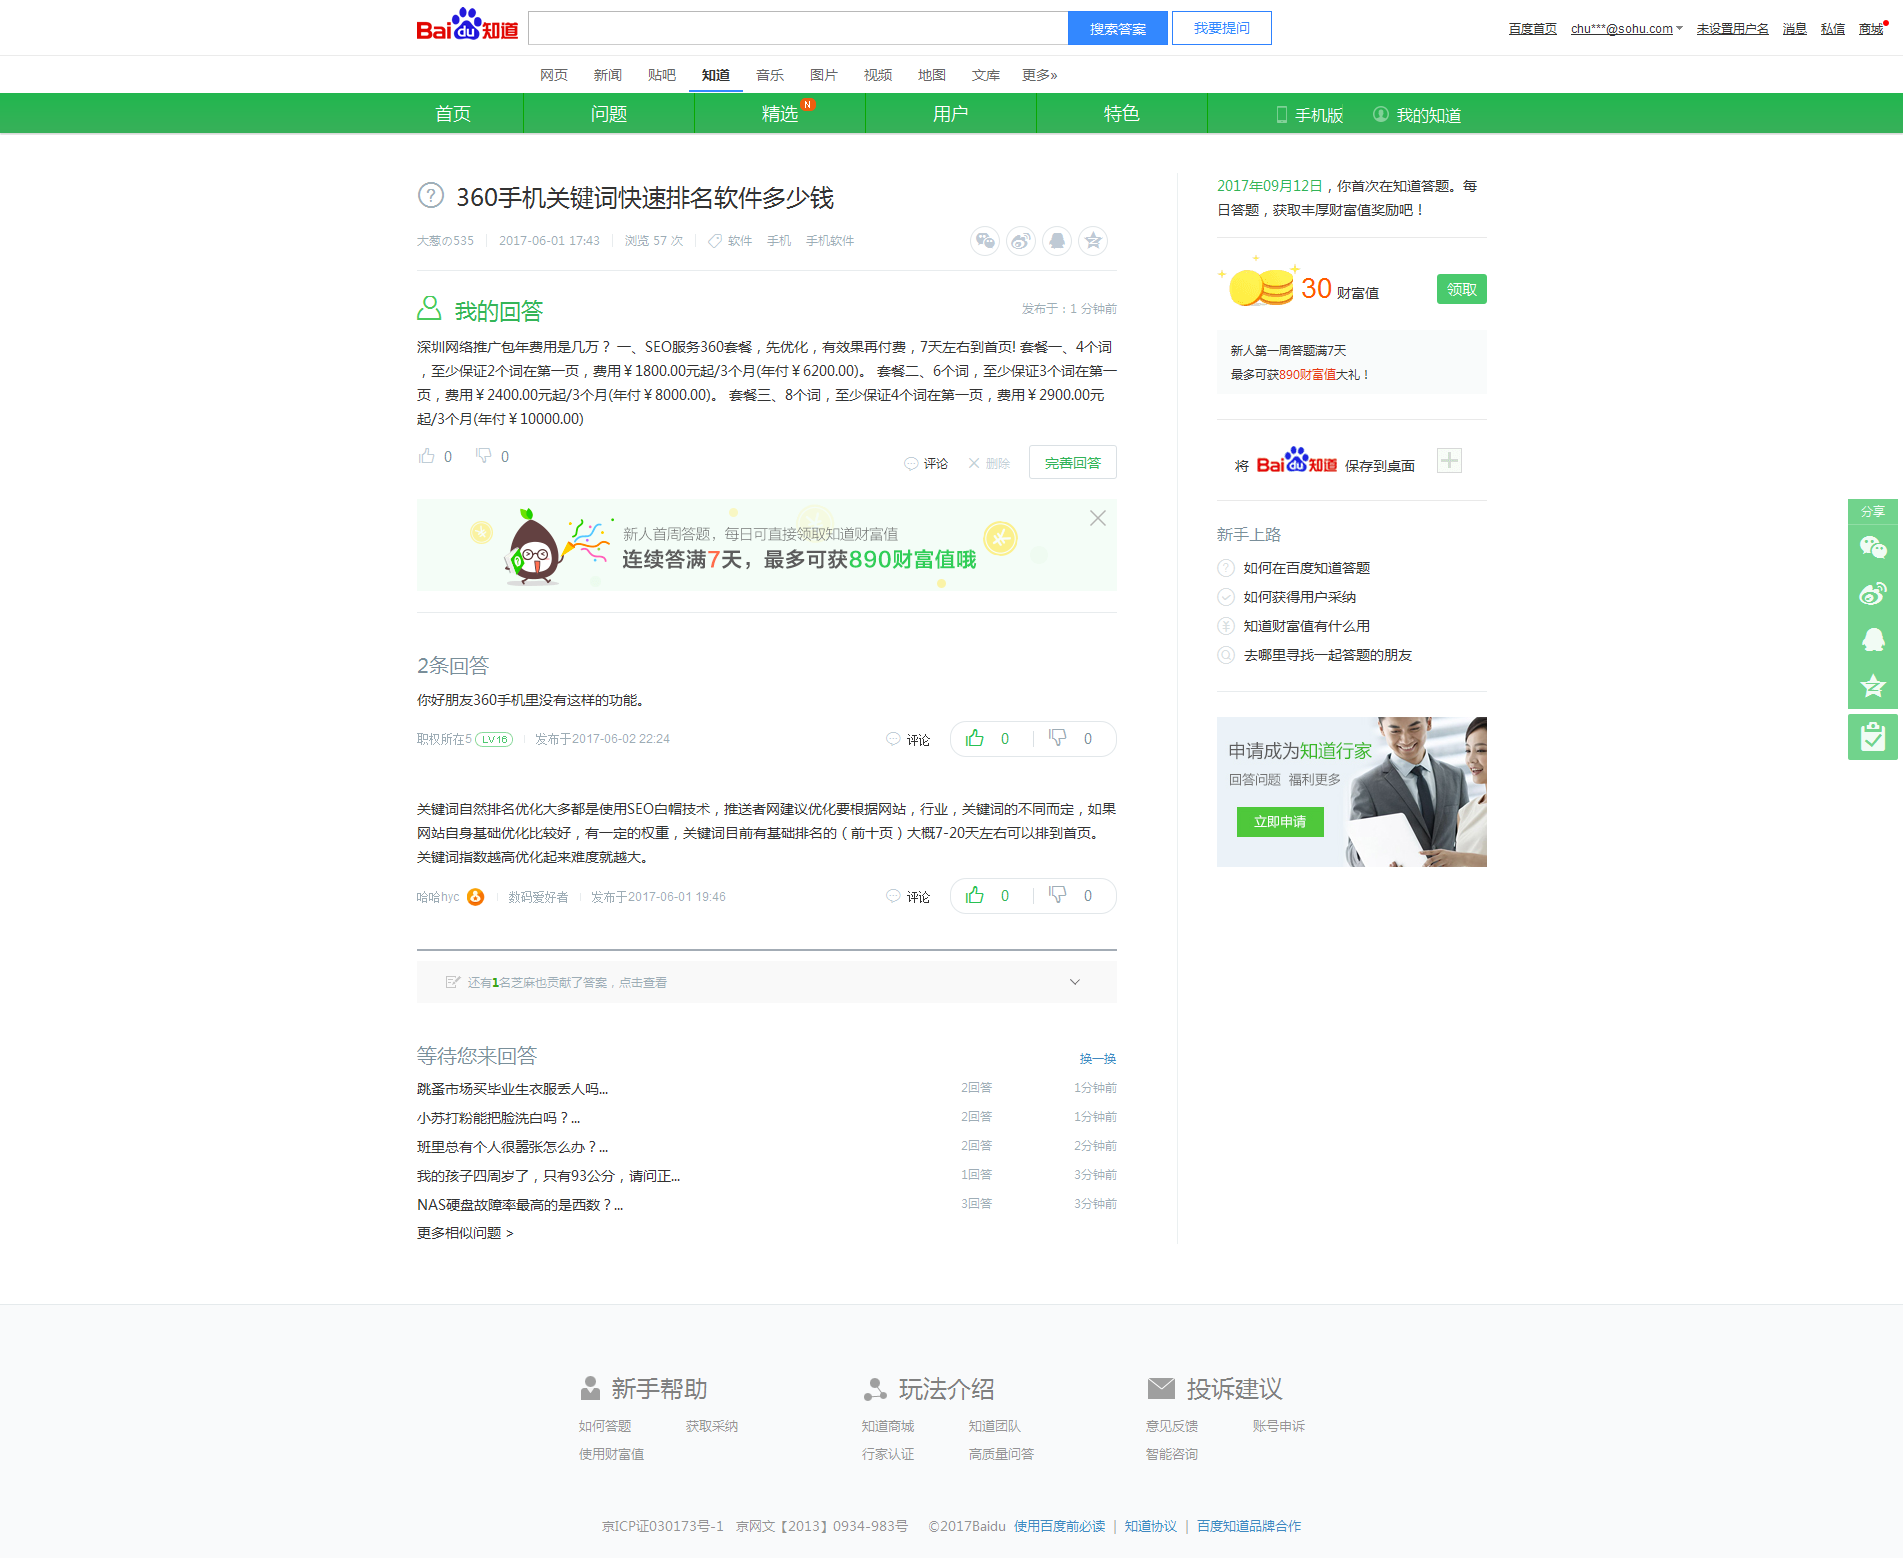 Bai du 知道 搜索答案 我要提问 百度首页 chu***@sohu.com 未设置用户名 消息 私信 商城
网页 新闻 贴吧 知道 音乐 图片 视频 地图 文库 更多»
首页 问题 精选 N 用户 特色 手机版 我的知道
360手机关键词快速排名软件多少钱
大葱の535 2017-06-01 17:43 浏览 57 次 软件 手机 手机软件
我的回答 发布于：1 分钟前
深圳网络推广包年费用是几万？ 一、SEO服务360套餐，先优化，有效果再付费，7天左右到首页! 套餐一、4个词
，至少保证2个词在第一页，费用￥1800.00元起/3个月(年付￥6200.00)。 套餐二、6个词，至少保证3个词在第一
页，费用￥2400.00元起/3个月(年付￥8000.00)。 套餐三、8个词，至少保证4个词在第一页，费用￥2900.00元
起/3个月(年付￥10000.00)
0 0 评论 删除 完善回答
新人首周答题，每日可直接领取知道财富值
连续答满7天，最多可获890财富值哦
2条回答
你好朋友360手机里没有这样的功能。
职权所在5 LV16 发布于2017-06-02 22:24 评论 0 0
关键词自然排名优化大多都是使用SEO白帽技术，推送者网建议优化要根据网站，行业，关键词的不同而定，如果
网站自身基础优化比较好，有一定的权重，关键词目前有基础排名的（前十页）大概7-20天左右可以排到首页。
关键词指数越高优化起来难度就越大。
哈哈hyc 数码爱好者 发布于2017-06-01 19:46 评论 0 0
还有1名芝麻也贡献了答案，点击查看
等待您来回答 换一换
跳蚤市场买毕业生衣服丢人吗... 2回答 1分钟前
小苏打粉能把脸洗白吗？... 2回答 1分钟前
班里总有个人很嚣张怎么办？... 2回答 2分钟前
我的孩子四周岁了，只有93公分，请问正... 1回答 3分钟前
NAS硬盘故障率最高的是西数？... 3回答 3分钟前
更多相似问题 >
2017年09月12日，你首次在知道答题。每
日答题，获取丰厚财富值奖励吧！
30 财富值 领取
新人第一周答题满7天
最多可获890财富值大礼！
将 Bai du 知道 保存到桌面
新手上路
如何在百度知道答题
如何获得用户采纳
知道财富值有什么用
去哪里寻找一起答题的朋友
申请成为知道行家
回答问题 福利更多
立即申请
分享
新手帮助 玩法介绍 投诉建议
如何答题 获取采纳 知道商城 知道团队 意见反馈 账号申诉
使用财富值 行家认证 高质量问答 智能咨询
京ICP证030173号-1 京网文【2013】0934-983号 ©2017Baidu 使用百度前必读 | 知道协议 | 百度知道品牌合作